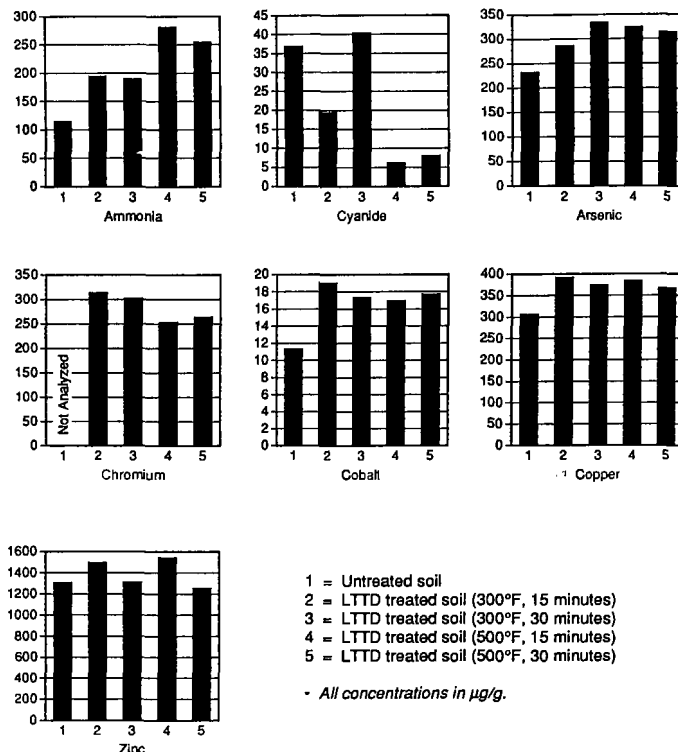 300
250
200
150
100
50
0
1 2 3 4 5
Ammonia
45
40
35
30
25
20
15
10
5
0
1 2 3 4 5
Cyanide
350
300
250
200
150
100
50
0
1 2 3 4 5
Arsenic
350
300
250
200
150
100
50
0
Not Analyzed
1 2 3 4 5
Chromium
20
18
16
14
12
10
8
6
4
2
0
1 2 3 4 5
Cobalt
400
350
300
250
200
150
100
50
0
1 2 3 4 5
Copper
1600
1400
1200
1000
800
600
400
200
0
1 2 3 4 5
Zinc
1 = Untreated soil
2 = LTTD treated soil (300°F, 15 minutes)
3 = LTTD treated soil (300°F, 30 minutes)
4 = LTTD treated soil (500°F, 15 minutes)
5 = LTTD treated soil (500°F, 30 minutes)
- All concentrations in µg/g.